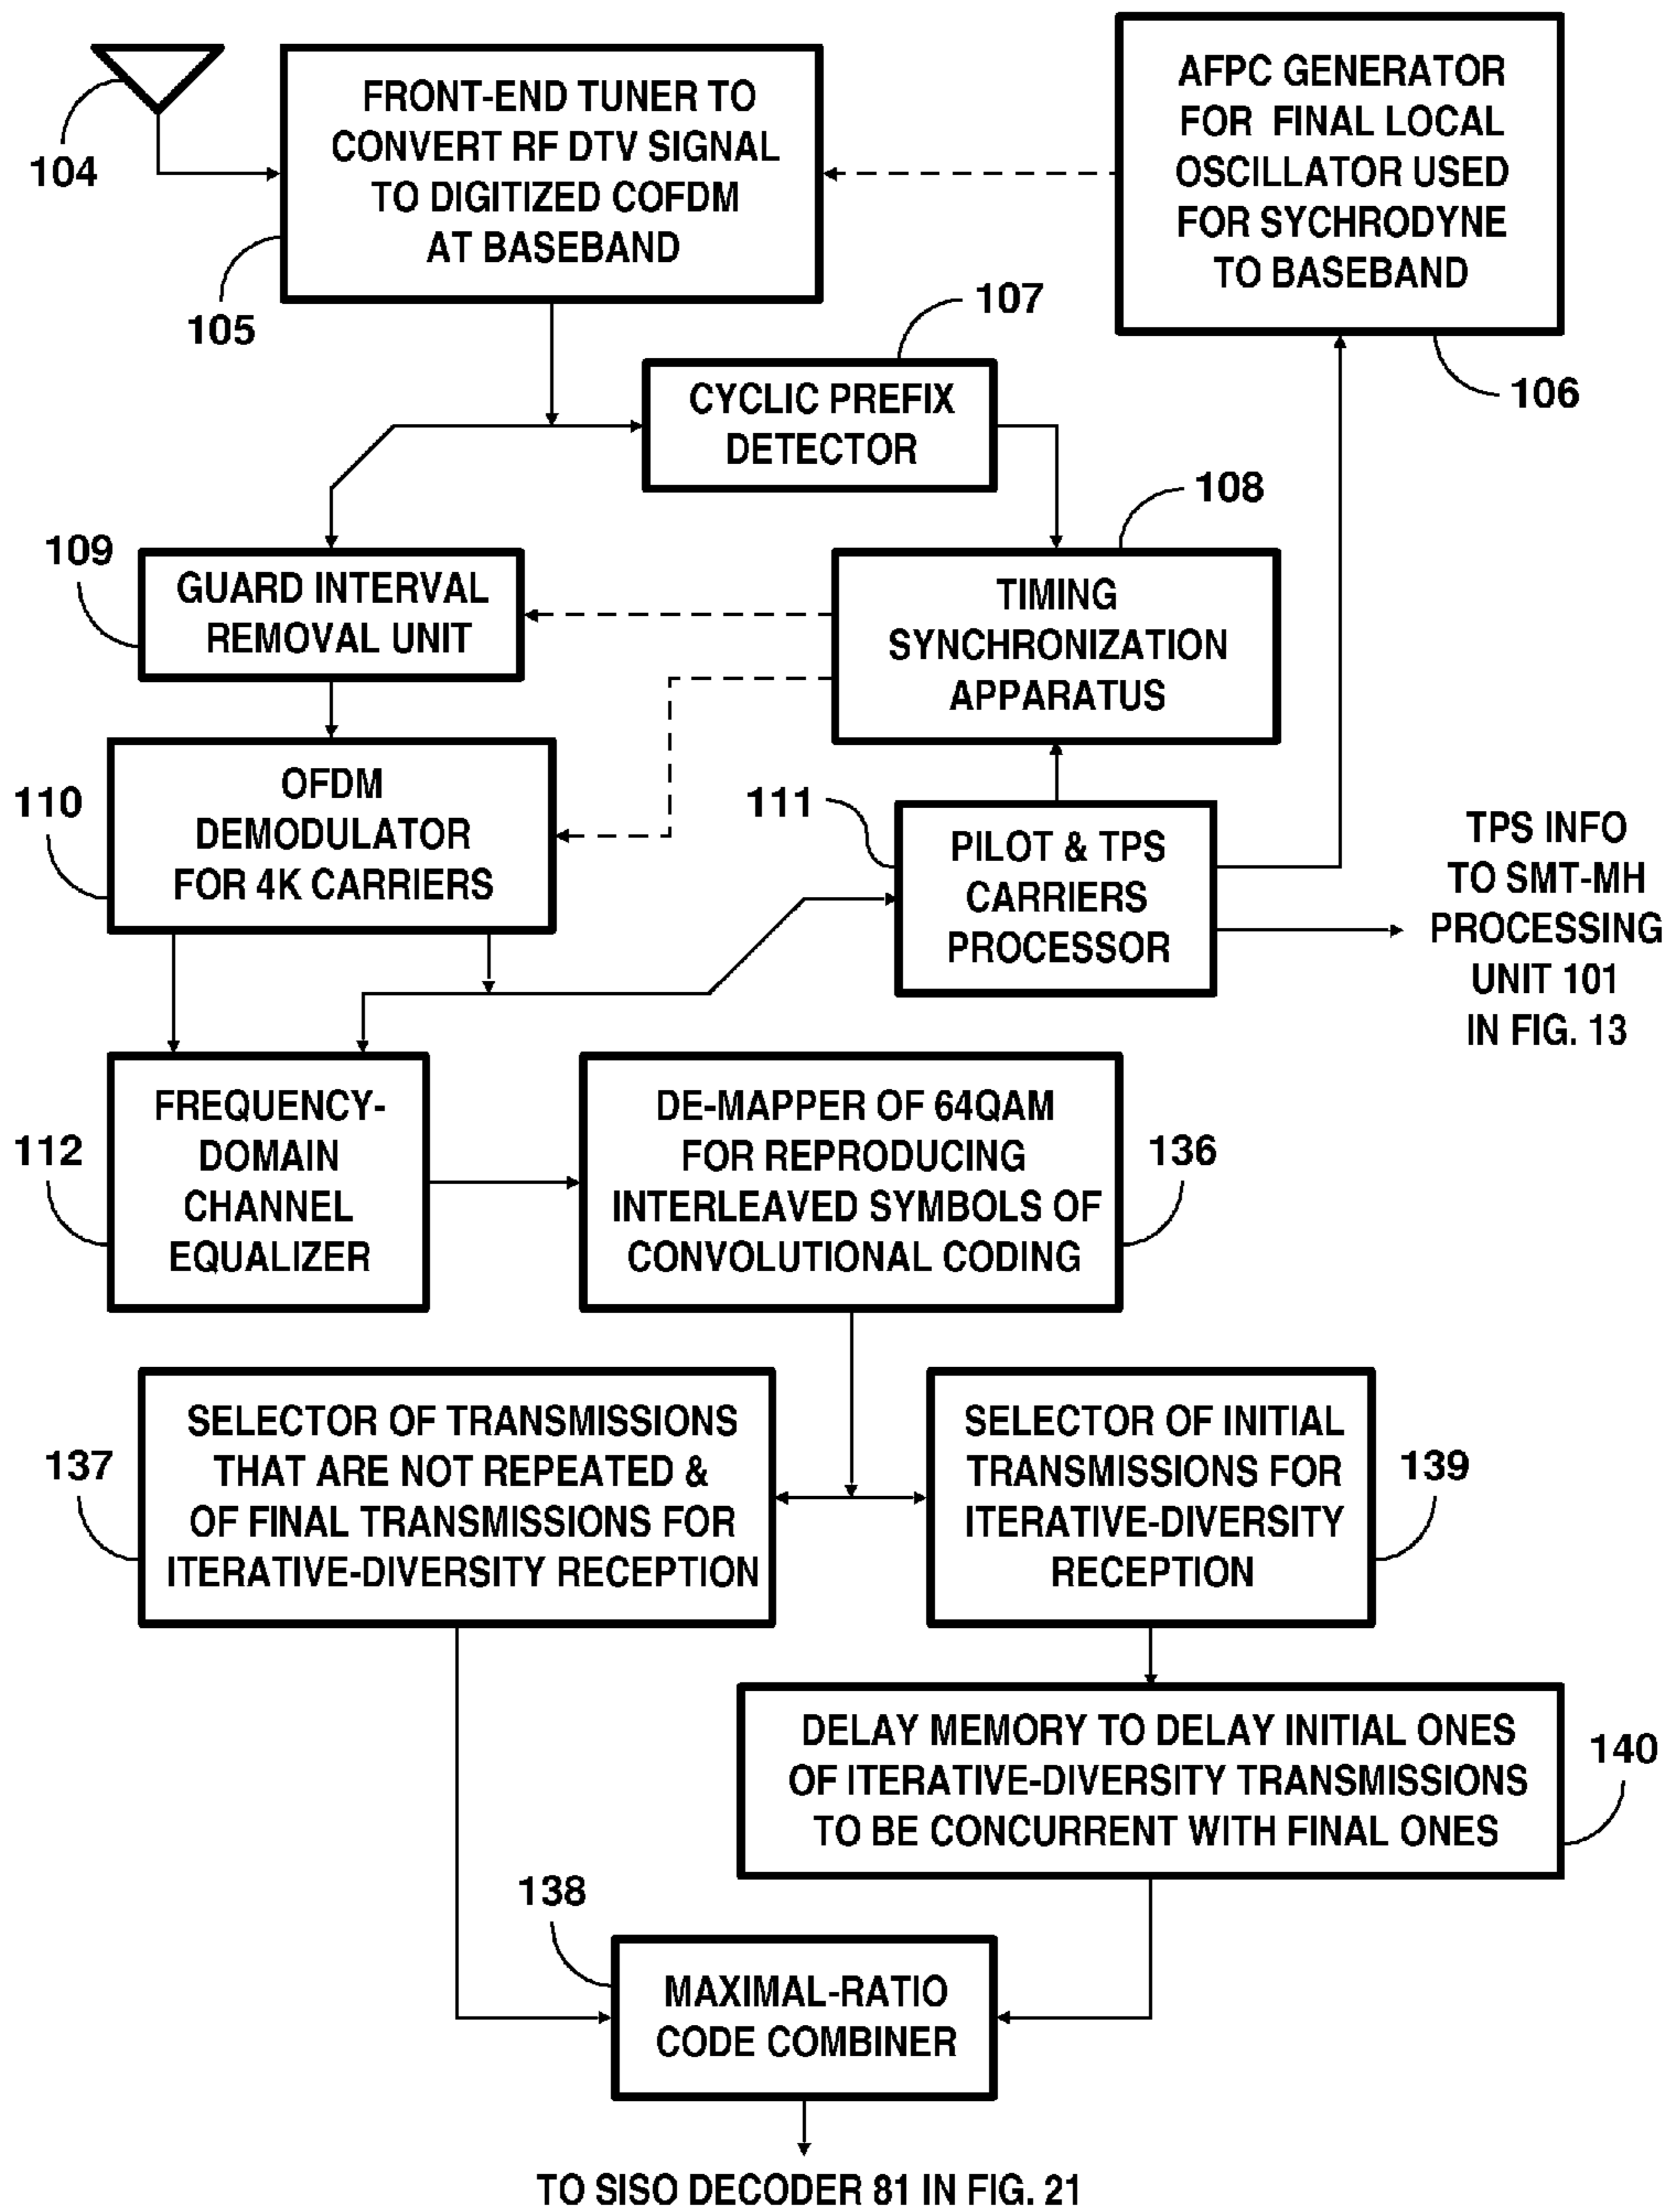 104
FRONT-END TUNER TO
CONVERT RF DTV SIGNAL
TO DIGITIZED COFDM
AT BASEBAND
105
AFPC GENERATOR
FOR FINAL LOCAL
OSCILLATOR USED
FOR SYCHRODYNE
TO BASEBAND
106
107
CYCLIC PREFIX
DETECTOR
108
109
GUARD INTERVAL
REMOVAL UNIT
TIMING
SYNCHRONIZATION
APPARATUS
110
OFDM
DEMODULATOR
FOR 4K CARRIERS
111
PILOT & TPS
CARRIERS
PROCESSOR
TPS INFO
TO SMT-MH
PROCESSING
UNIT 101
IN FIG. 13
112
FREQUENCY-
DOMAIN
CHANNEL
EQUALIZER
DE-MAPPER OF 64QAM
FOR REPRODUCING
INTERLEAVED SYMBOLS OF
CONVOLUTIONAL CODING
136
137
SELECTOR OF TRANSMISSIONS
THAT ARE NOT REPEATED &
OF FINAL TRANSMISSIONS FOR
ITERATIVE-DIVERSITY RECEPTION
SELECTOR OF INITIAL
TRANSMISSIONS FOR
ITERATIVE-DIVERSITY
RECEPTION
139
DELAY MEMORY TO DELAY INITIAL ONES
OF ITERATIVE-DIVERSITY TRANSMISSIONS
TO BE CONCURRENT WITH FINAL ONES
140
138
MAXIMAL-RATIO
CODE COMBINER
TO SISO DECODER 81 IN FIG. 21